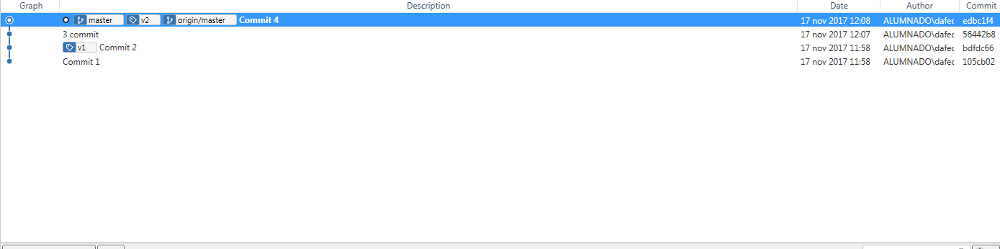 Graph Description Date Author Commit
master v2 origin/master Commit 4 17 nov 2017 12:08 ALUMNADO\dafec edbc1f4
3 commit 17 nov 2017 12:07 ALUMNADO\dafec 56442b8
v1 Commit 2 17 nov 2017 11:58 ALUMNADO\dafec bdfdc66
Commit 1 17 nov 2017 11:58 ALUMNADO\dafec 105cb02